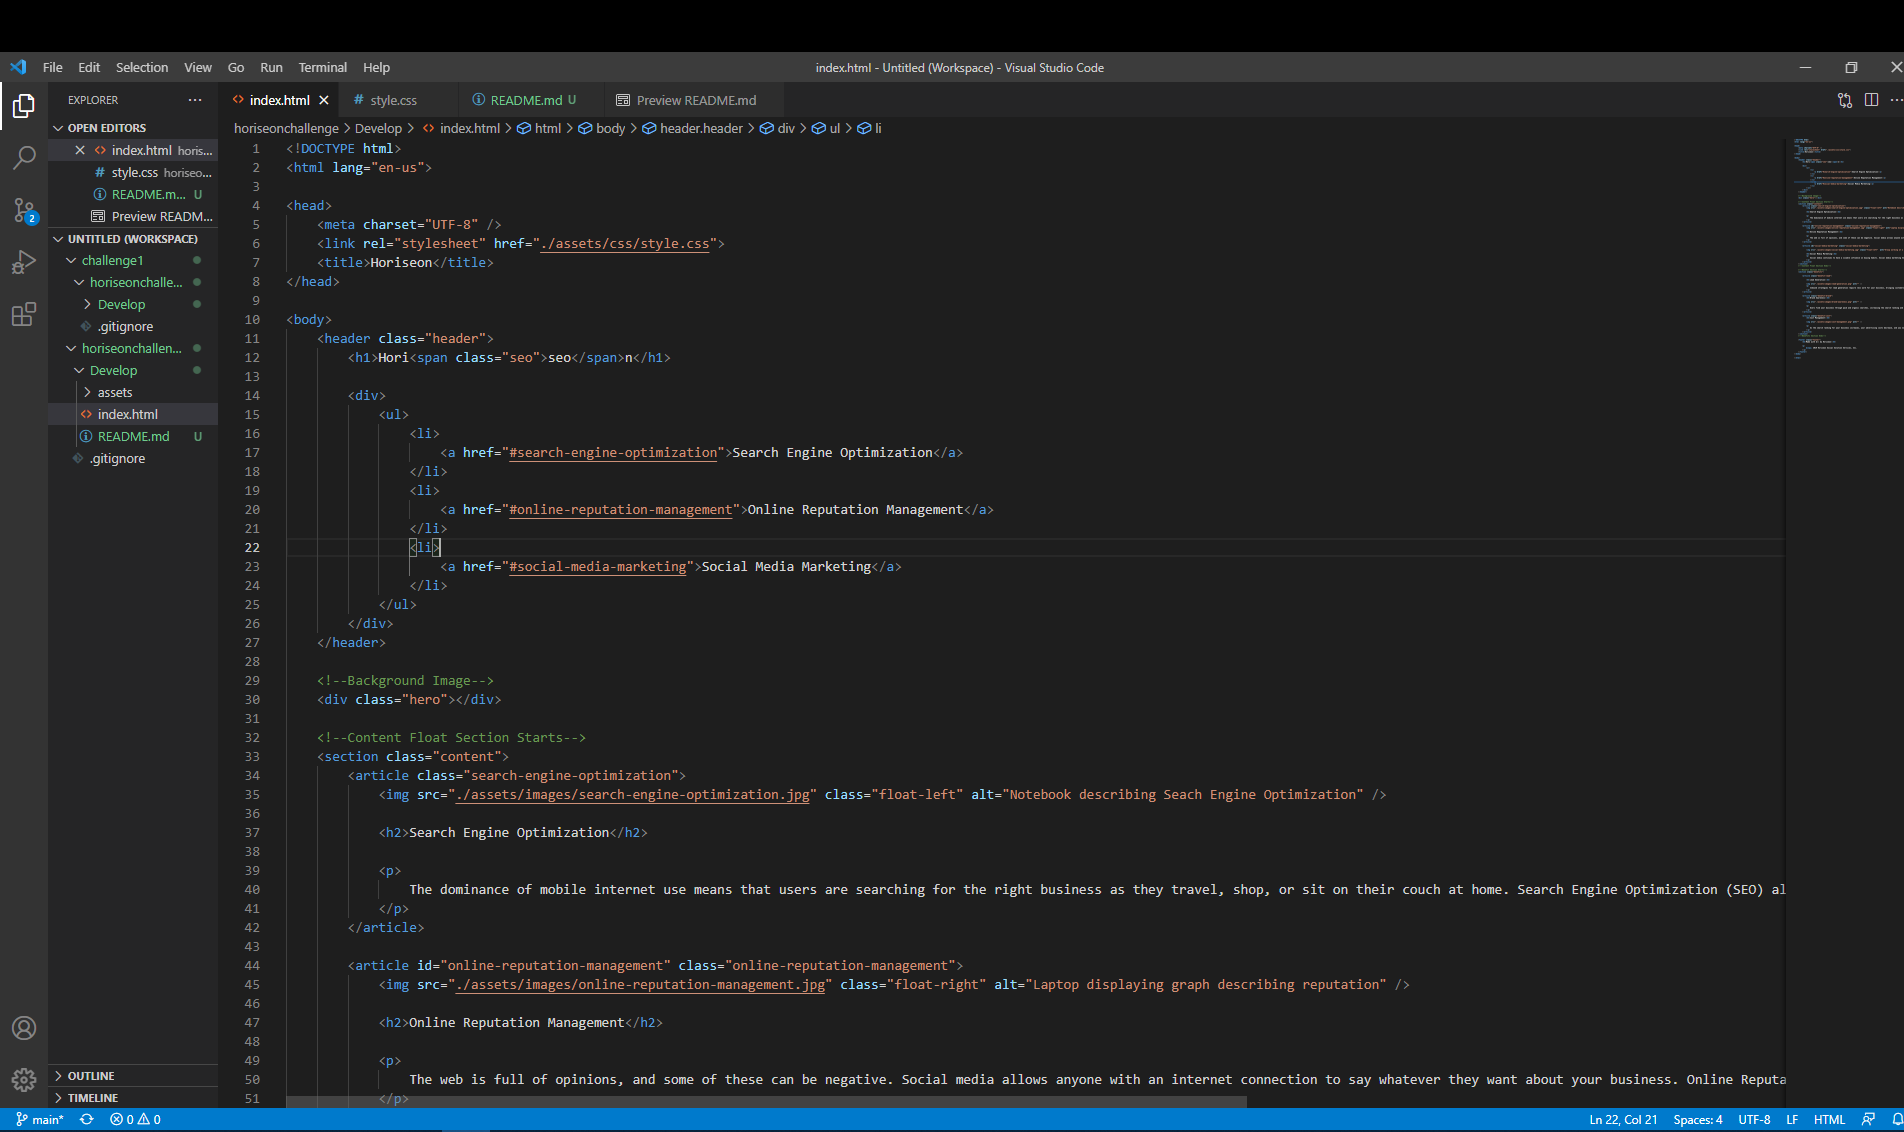 File Edit Selection View Go Run Terminal Help
index.html - Untitled (Workspace) - Visual Studio Code
EXPLORER
index.html
style.css
README.md U
Preview README.md
OPEN EDITORS
index.html horis...
style.css horiseo...
README.m... U
Preview READM...
UNTITLED (WORKSPACE)
challenge1
horiseonchalle...
Develop
.gitignore
horiseonchallen...
Develop
assets
index.html
README.md U
.gitignore
OUTLINE
TIMELINE
2
horiseonchallenge > Develop > index.html > html > body > header.header > div > ul > li
1 <!DOCTYPE html>
2 <html lang="en-us">
3
4 <head>
5 <meta charset="UTF-8" />
6 <link rel="stylesheet" href="./assets/css/style.css">
7 <title>Horiseon</title>
8 </head>
9
10 <body>
11 <header class="header">
12 <h1>Hori<span class="seo">seo</span>n</h1>
13
14 <div>
15 <ul>
16 <li>
17 <a href="#search-engine-optimization">Search Engine Optimization</a>
18 </li>
19 <li>
20 <a href="#online-reputation-management">Online Reputation Management</a>
21 </li>
22 <li>
23 <a href="#social-media-marketing">Social Media Marketing</a>
24 </li>
25 </ul>
26 </div>
27 </header>
28
29 <!--Background Image-->
30 <div class="hero"></div>
31
32 <!--Content Float Section Starts-->
33 <section class="content">
34 <article class="search-engine-optimization">
35 <img src="./assets/images/search-engine-optimization.jpg" class="float-left" alt="Notebook describing Seach Engine Optimization" />
36
37 <h2>Search Engine Optimization</h2>
38
39 <p>
40 The dominance of mobile internet use means that users are searching for the right business as they travel, shop, or sit on their couch at home. Search Engine Optimization (SEO) al
41 </p>
42 </article>
43
44 <article id="online-reputation-management" class="online-reputation-management">
45 <img src="./assets/images/online-reputation-management.jpg" class="float-right" alt="Laptop displaying graph describing reputation" />
46
47 <h2>Online Reputation Management</h2>
48
49 <p>
50 The web is full of opinions, and some of these can be negative. Social media allows anyone with an internet connection to say whatever they want about your business. Online Reputa
51 </p>
main* 0 0
Ln 22, Col 21 Spaces: 4 UTF-8 LF HTML